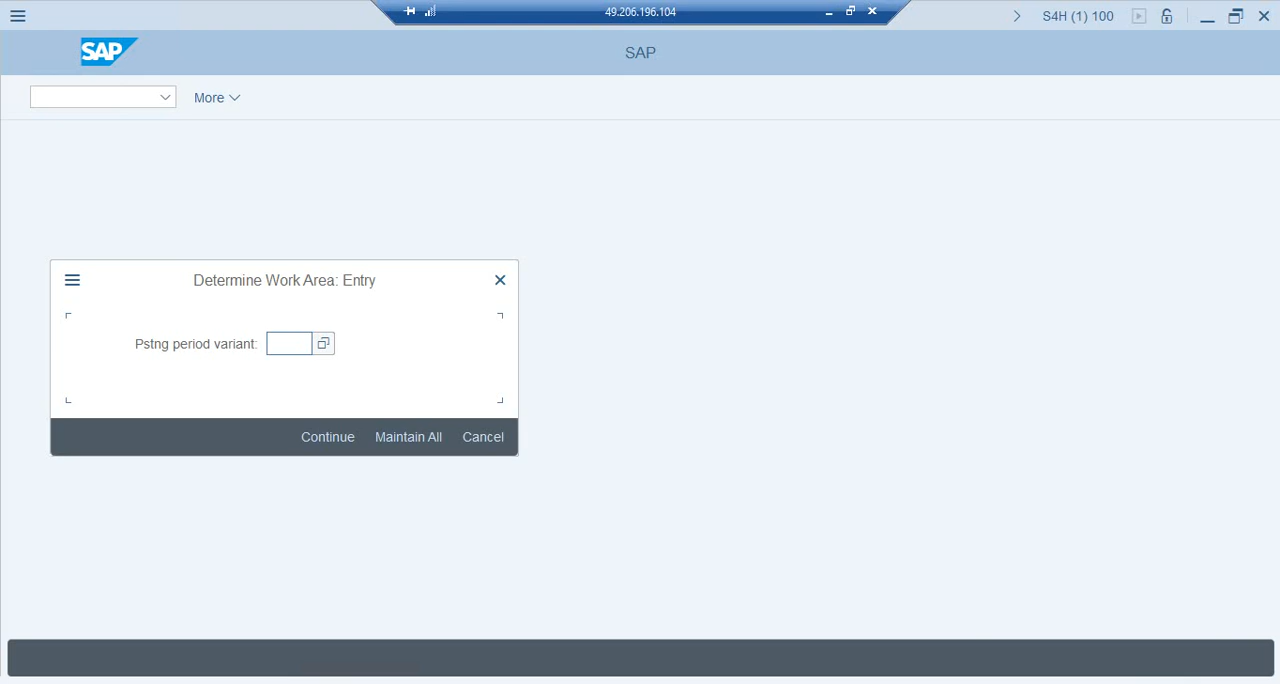 49.206.196.104
S4H (1) 100
SAP
SAP
More
Determine Work Area: Entry
Pstng period variant:
Continue Maintain All Cancel